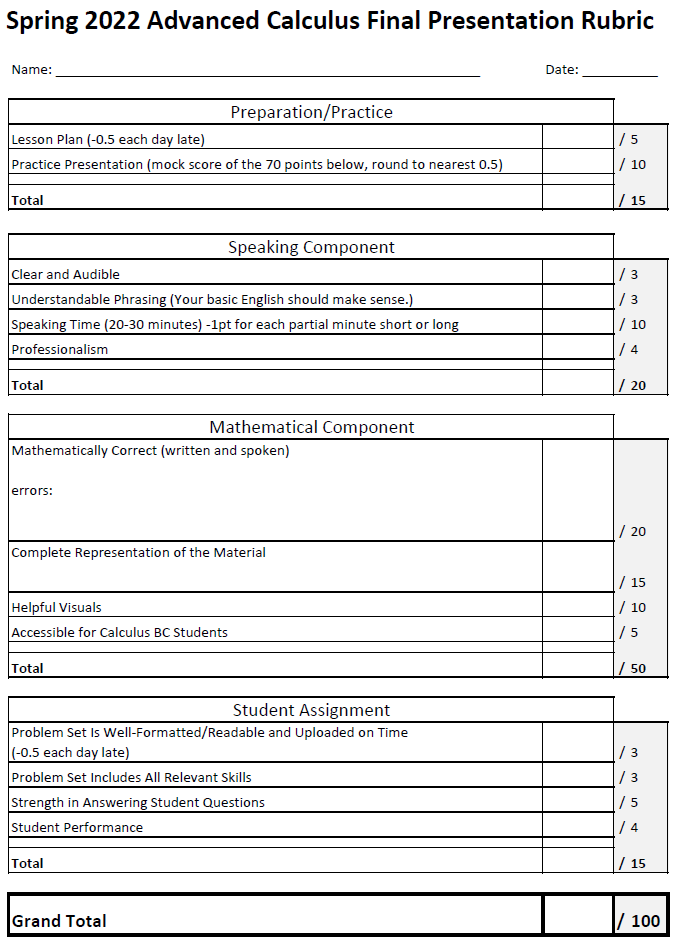 Spring 2022 Advanced Calculus Final Presentation Rubric
Name: ______________________________________________________ Date: __________
Preparation/Practice
Lesson Plan (-0.5 each day late) / 5
Practice Presentation (mock score of the 70 points below, round to nearest 0.5) / 10
Total / 15
Speaking Component
Clear and Audible / 3
Understandable Phrasing (Your basic English should make sense.) / 3
Speaking Time (20-30 minutes) -1pt for each partial minute short or long / 10
Professionalism / 4
Total / 20
Mathematical Component
Mathematically Correct (written and spoken)
errors:
/ 20
Complete Representation of the Material
/ 15
Helpful Visuals / 10
Accessible for Calculus BC Students / 5
Total / 50
Student Assignment
Problem Set Is Well-Formatted/Readable and Uploaded on Time
(-0.5 each day late) / 3
Problem Set Includes All Relevant Skills / 3
Strength in Answering Student Questions / 5
Student Performance / 4
Total / 15
Grand Total / 100